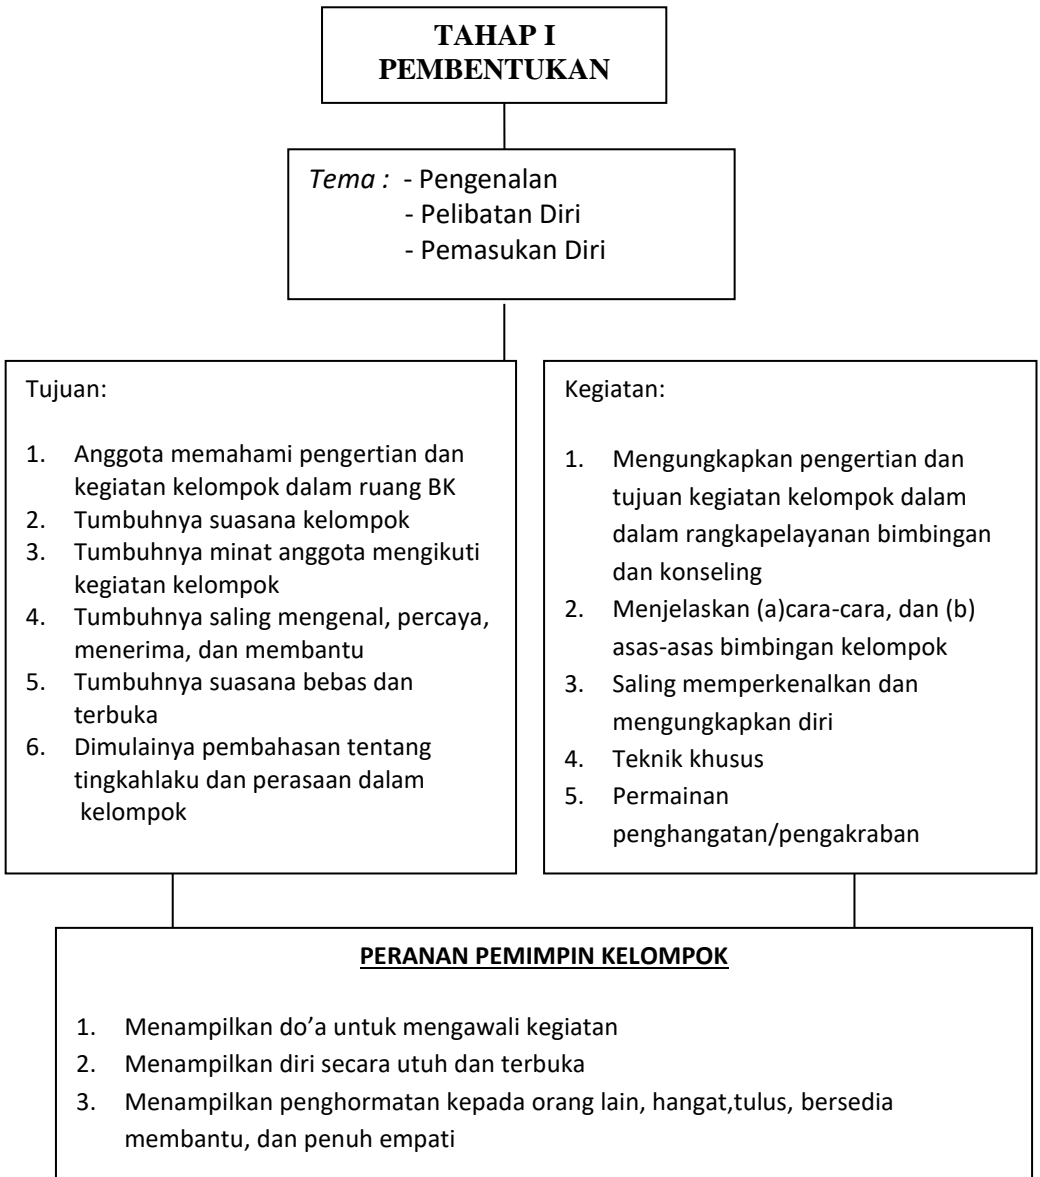 TAHAP I
PEMBENTUKAN
Tema :  - Pengenalan
- Pelibatan Diri
- Pemasukan Diri
Tujuan:
1. Anggota memahami pengertian dan
kegiatan kelompok dalam ruang BK
2. Tumbuhnya suasana kelompok
3. Tumbuhnya minat anggota mengikuti
kegiatan kelompok
4. Tumbuhnya saling mengenal, percaya,
menerima, dan membantu
5. Tumbuhnya suasana bebas dan
terbuka
6. Dimulainya pembahasan tentang
tingkahlaku dan perasaan dalam
kelompok
Kegiatan:
1. Mengungkapkan pengertian dan
tujuan kegiatan kelompok dalam
dalam rangkapelayanan bimbingan
dan konseling
2. Menjelaskan (a)cara-cara, dan (b)
asas-asas bimbingan kelompok
3. Saling memperkenalkan dan
mengungkapkan diri
4. Teknik khusus
5. Permainan
penghangatan/pengakraban
PERANAN PEMIMPIN KELOMPOK
1. Menampilkan do’a untuk mengawali kegiatan
2. Menampilkan diri secara utuh dan terbuka
3. Menampilkan penghormatan kepada orang lain, hangat,tulus, bersedia
membantu, dan penuh empati